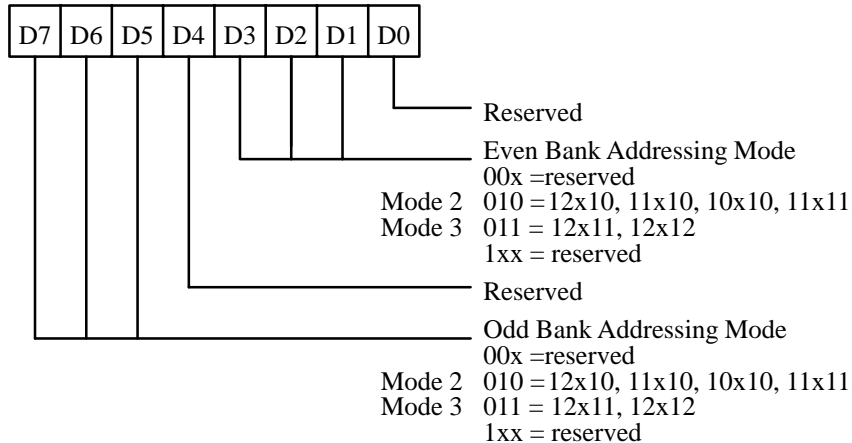 D7 D6 D5 D4 D3 D2 D1 D0
Reserved
Even Bank Addressing Mode
00x =reserved
Mode 2 010 =12x10, 11x10, 10x10, 11x11
Mode 3 011 = 12x11, 12x12
1xx = reserved
Reserved
Odd Bank Addressing Mode
00x =reserved
Mode 2 010 =12x10, 11x10, 10x10, 11x11
Mode 3 011 = 12x11, 12x12
1xx = reserved